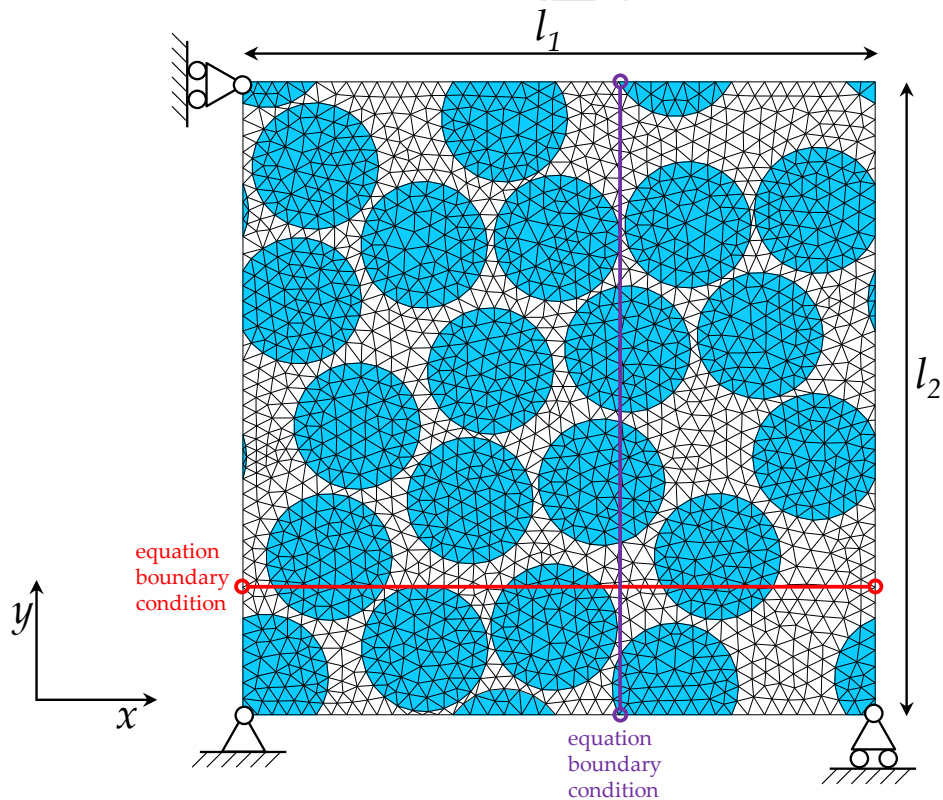 l₁
l₂
equation
boundary
condition
y
x
equation
boundary
condition